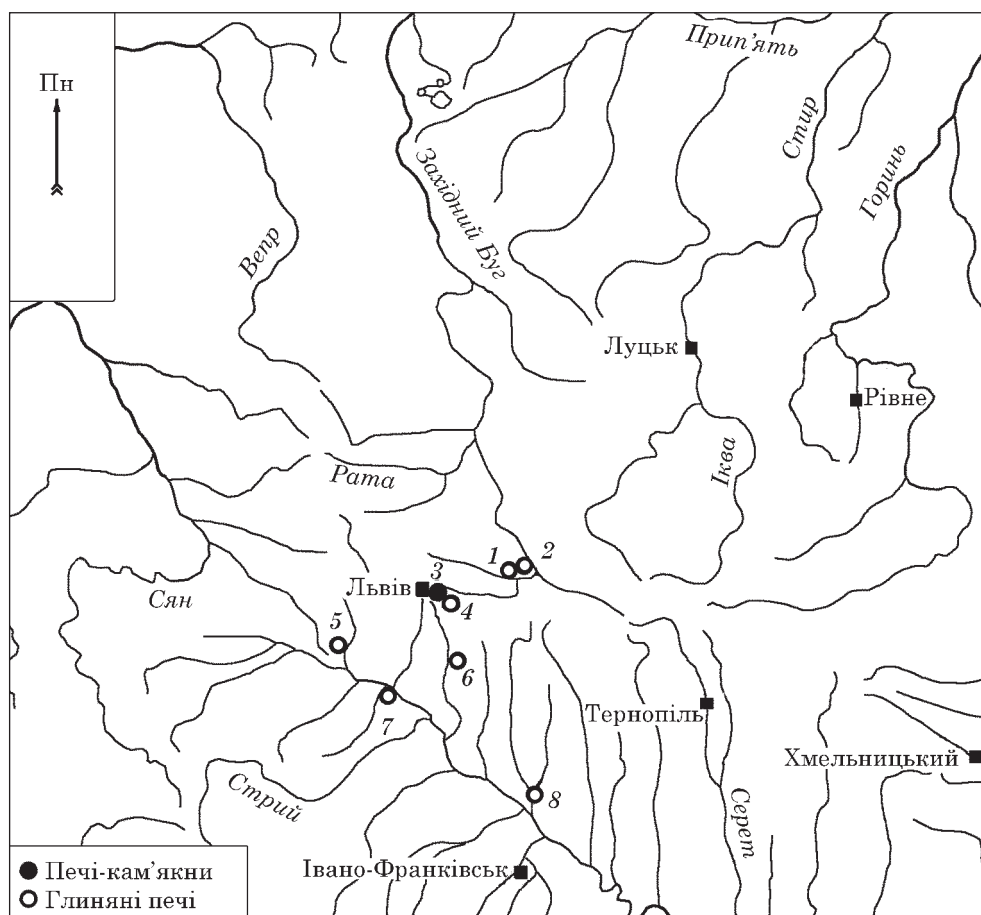 Пн
Прип'ять
Стир
Горинь
Західний Буг
Вепр
Луцьк
Рівне
Іква
Рата
1
2
Львів
3
4
Сян
5
6
7
Тернопіль
Хмельницький
Стрий
8
Серет
Івано-Франківськ
Печі-кам'якни
Глиняні печі